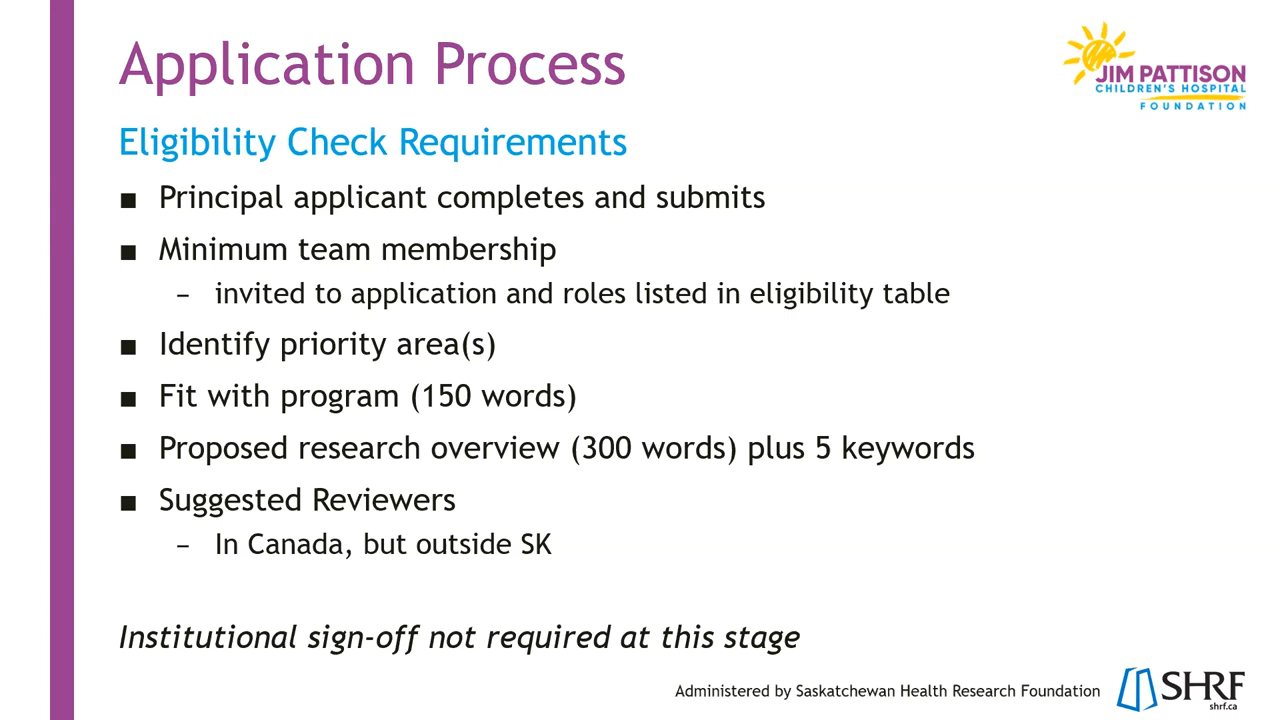 Application Process
JIM PATTISON
CHILDREN'S HOSPITAL
FOUNDATION
Eligibility Check Requirements
■ Principal applicant completes and submits
■ Minimum team membership
– invited to application and roles listed in eligibility table
■ Identify priority area(s)
■ Fit with program (150 words)
■ Proposed research overview (300 words) plus 5 keywords
■ Suggested Reviewers
– In Canada, but outside SK
Institutional sign-off not required at this stage
Administered by Saskatchewan Health Research Foundation
SHRF
shrf.ca